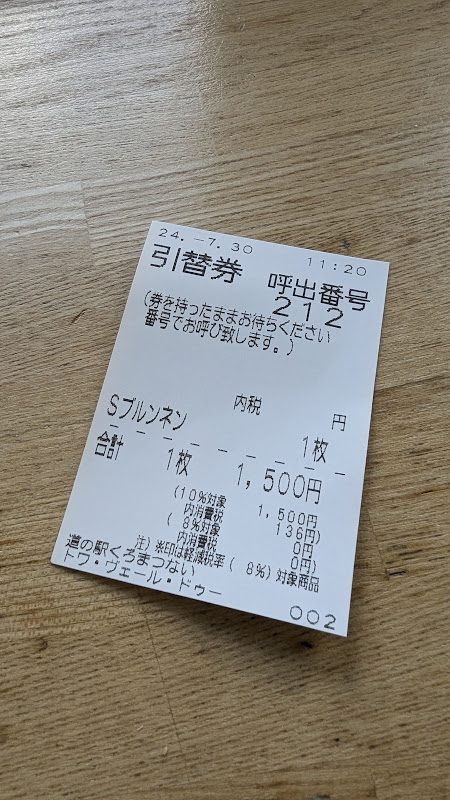 24.－7.30 11:20
引替券 呼出番号
212
(券を持ったままお待ちください
番号でお呼び致します。)
内税 円
Sブルンネン 1枚
合計 1枚 1,500円
(10%対象 1,500円
内消費税 136円)
( 8%対象 0円
内消費税 0円)
注) ※印は軽減税率( 8%)対象商品
道の駅くろまつない
トワ・ヴェール・ドゥー
002